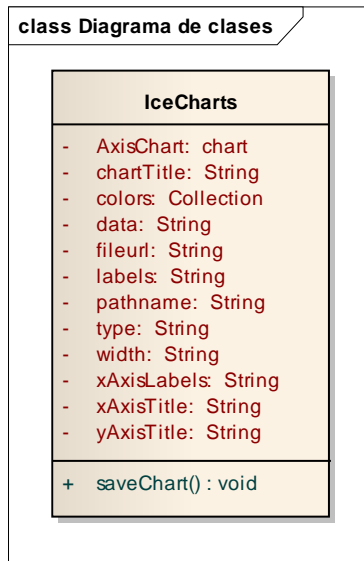 class Diagrama de clases
IceCharts
- AxisChart: chart
- chartTitle: String
- colors: Collection
- data: String
- fileurl: String
- labels: String
- pathname: String
- type: String
- width: String
- xAxisLabels: String
- xAxisTitle: String
- yAxisTitle: String
+ saveChart() : void